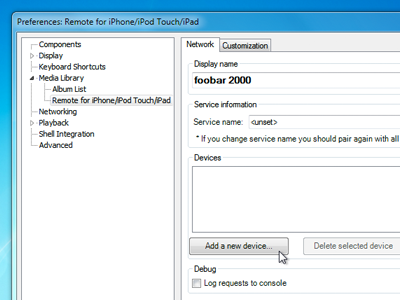 Preferences: Remote for iPhone/iPod Touch/iPad
Components
Display
Keyboard Shortcuts
Media Library
Album List
Remote for iPhone/iPod Touch/iPad
Networking
Playback
Shell Integration
Advanced
Network Customization
Display name
foobar 2000
Service information
Service name: <unset>
* If you change service name you should pair again with all
Devices
Add a new device... Delete selected device
Debug
Log requests to console